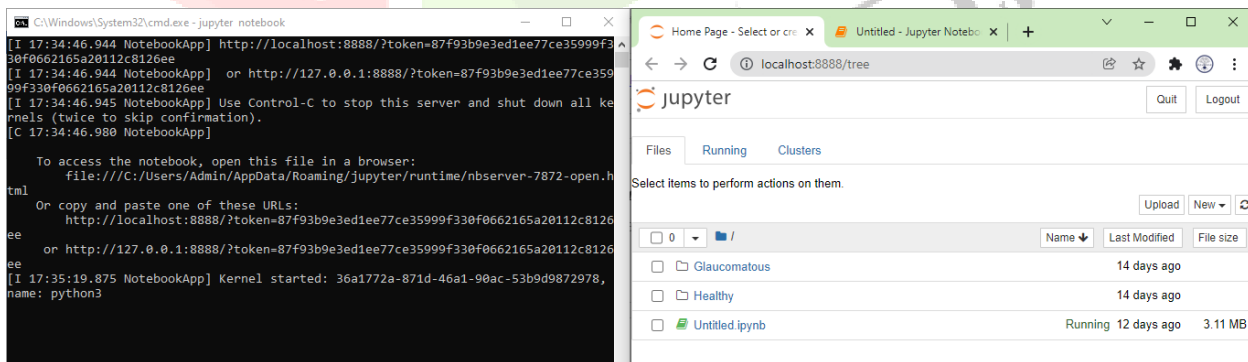 C:\Windows\System32\cmd.exe - jupyter notebook
[I 17:34:46.944 NotebookApp] http://localhost:8888/?token=87f93b9e3ed1ee77ce35999f3
30f0662165a20112c8126ee
[I 17:34:46.944 NotebookApp]  or http://127.0.0.1:8888/?token=87f93b9e3ed1ee77ce359
99f330f0662165a20112c8126ee
[I 17:34:46.945 NotebookApp] Use Control-C to stop this server and shut down all ke
rnels (twice to skip confirmation).
[C 17:34:46.980 NotebookApp]
To access the notebook, open this file in a browser:
file:///C:/Users/Admin/AppData/Roaming/jupyter/runtime/nbserver-7872-open.h
tml
Or copy and paste one of these URLs:
http://localhost:8888/?token=87f93b9e3ed1ee77ce35999f330f0662165a20112c8126
ee
or http://127.0.0.1:8888/?token=87f93b9e3ed1ee77ce35999f330f0662165a20112c8126
ee
[I 17:35:19.875 NotebookApp] Kernel started: 36a1772a-871d-46a1-90ac-53b9d9872978,
name: python3
Home Page - Select or cre Untitled - Jupyter Notebo
localhost:8888/tree
jupyter Quit Logout
Files Running Clusters
Select items to perform actions on them.
Upload New
0 / Name Last Modified File size
Glaucomatous 14 days ago
Healthy 14 days ago
Untitled.ipynb Running 12 days ago 3.11 MB